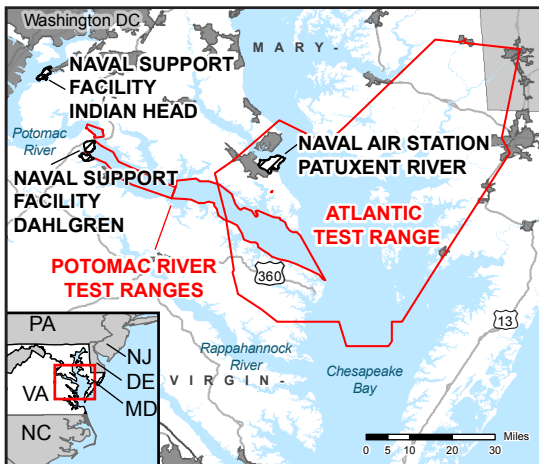 Washington DC
MARY-
NAVAL SUPPORT
FACILITY
INDIAN HEAD
Potomac
River
NAVAL AIR STATION
PATUXENT RIVER
NAVAL SUPPORT
FACILITY
DAHLGREN
ATLANTIC
TEST RANGE
POTOMAC RIVER
TEST RANGES
360
13
Rappahannock
River
Chesapeake
Bay
VIRGIN-
PA
NJ
DE
MD
VA
NC
Miles
0 5 10 20 30